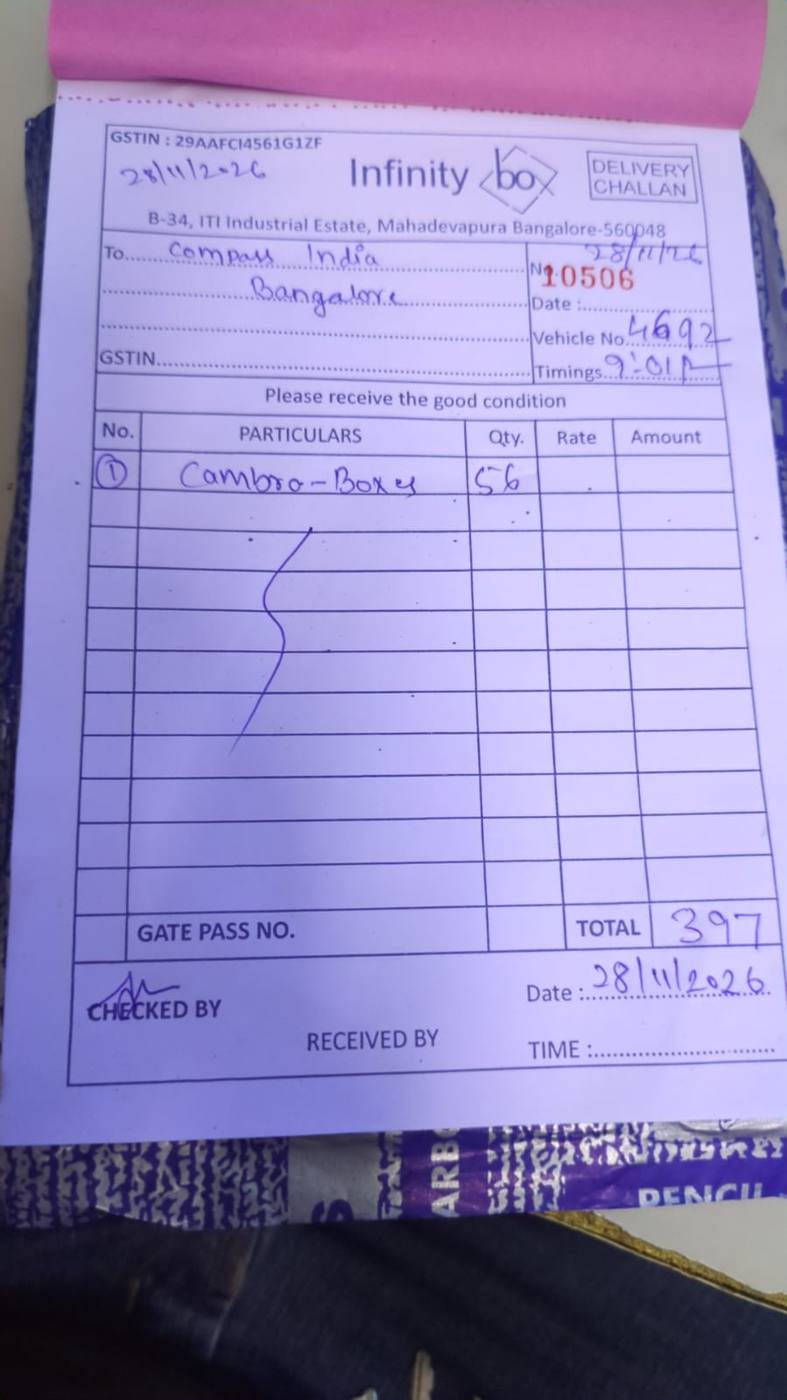 GSTIN : 29AAFCI4561G1ZF
28/11/2026
Infinity box
DELIVERY
CHALLAN
B-34, ITI Industrial Estate, Mahadevapura Bangalore-560048
To Compass India
28/11/26
No. 10506
Bangalore
Date :
Vehicle No. 4692
GSTIN
Timings 9:01 P
Please receive the good condition
No. PARTICULARS Qty. Rate Amount
① Cambro-Boxes 56
GATE PASS NO. TOTAL 397
Date : 28/11/2026
CHECKED BY
RECEIVED BY
TIME :
ARBO
PENCIL